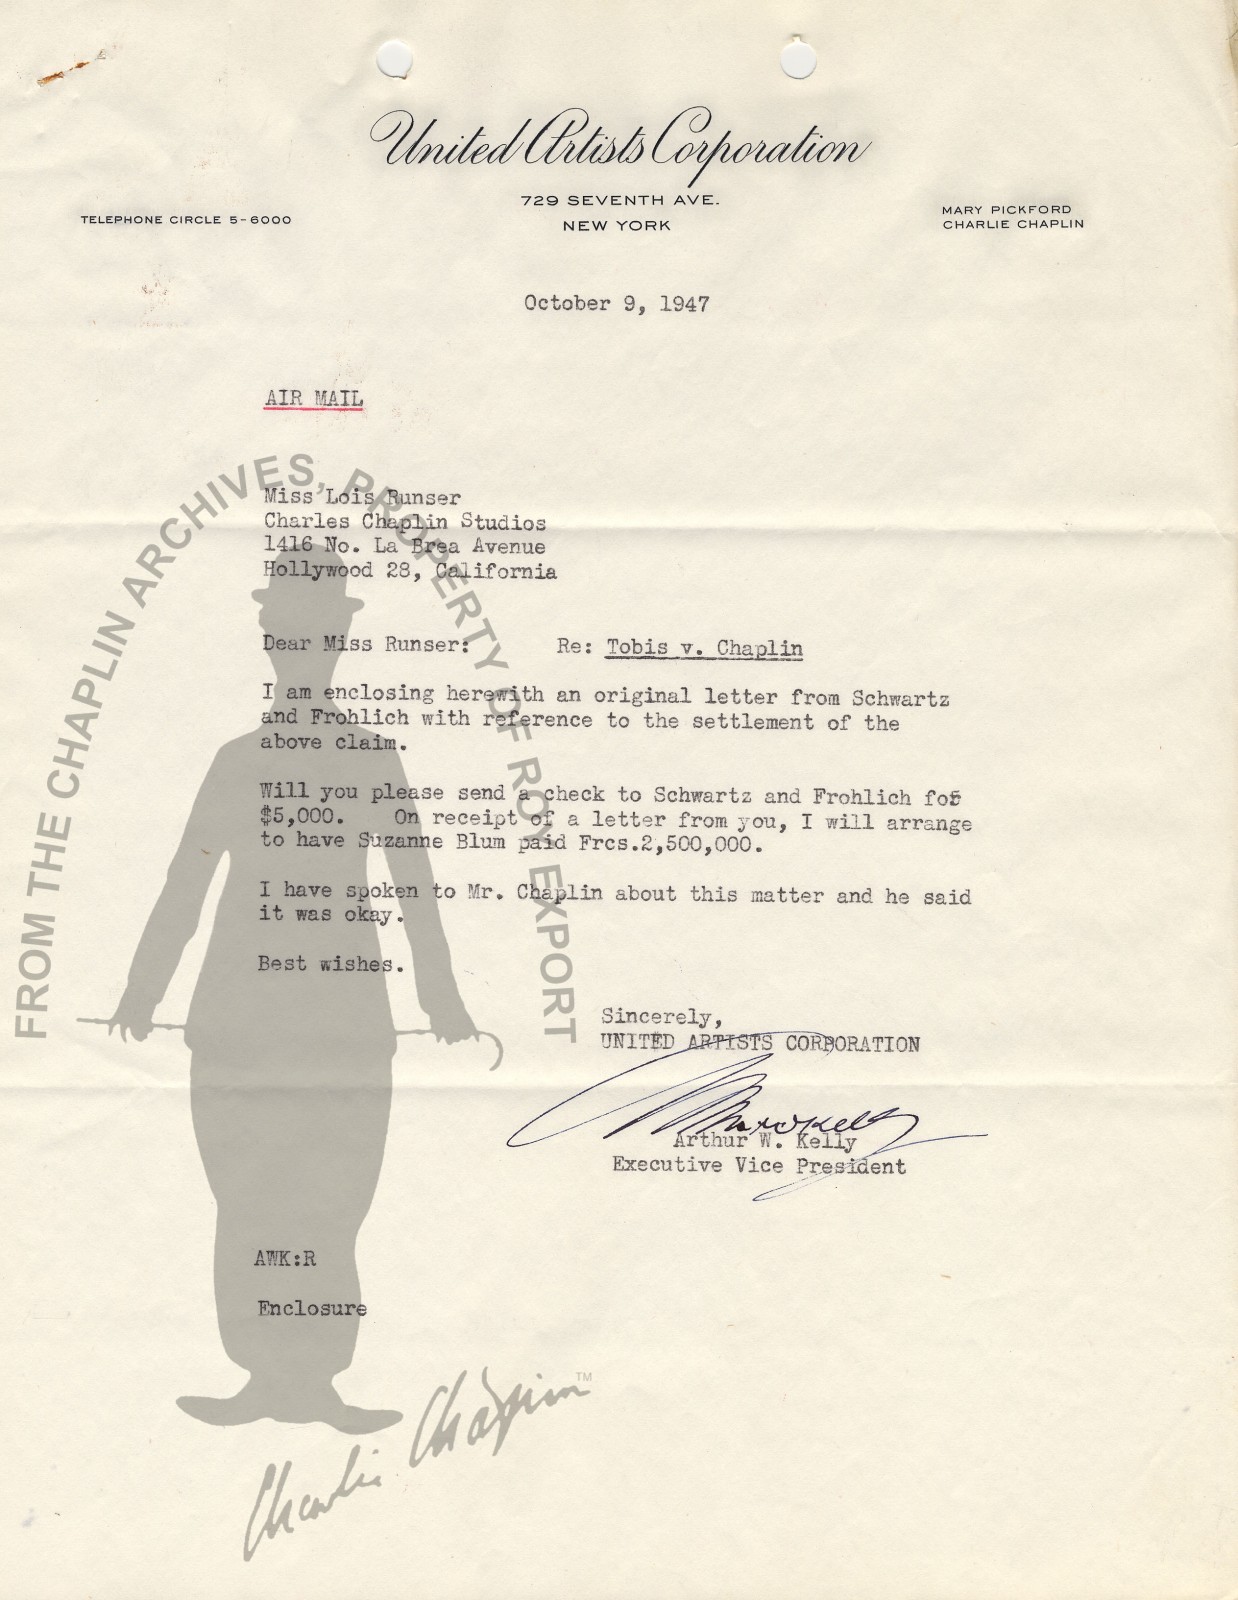 United Artists Corporation
729 SEVENTH AVE.
NEW YORK
TELEPHONE CIRCLE 5-6000
MARY PICKFORD
CHARLIE CHAPLIN
October 9, 1947
AIR MAIL
Miss Lois Runser
Charles Chaplin Studios
1416 No. La Brea Avenue
Hollywood 28, California
Dear Miss Runser: Re: Tobis v. Chaplin
I am enclosing herewith an original letter from Schwartz
and Frohlich with reference to the settlement of the
above claim.
Will you please send a check to Schwartz and Frohlich for
$5,000. On receipt of a letter from you, I will arrange
to have Suzanne Blum paid Frcs.2,500,000.
I have spoken to Mr. Chaplin about this matter and he said
it was okay.
Best wishes.
Sincerely,
UNITED ARTISTS CORPORATION
Arthur W. Kelly
Executive Vice President
AWK:R
Enclosure
FROM THE CHAPLIN ARCHIVES, PROPERTY OF ROY EXPORT
Charlie Chaplin TM